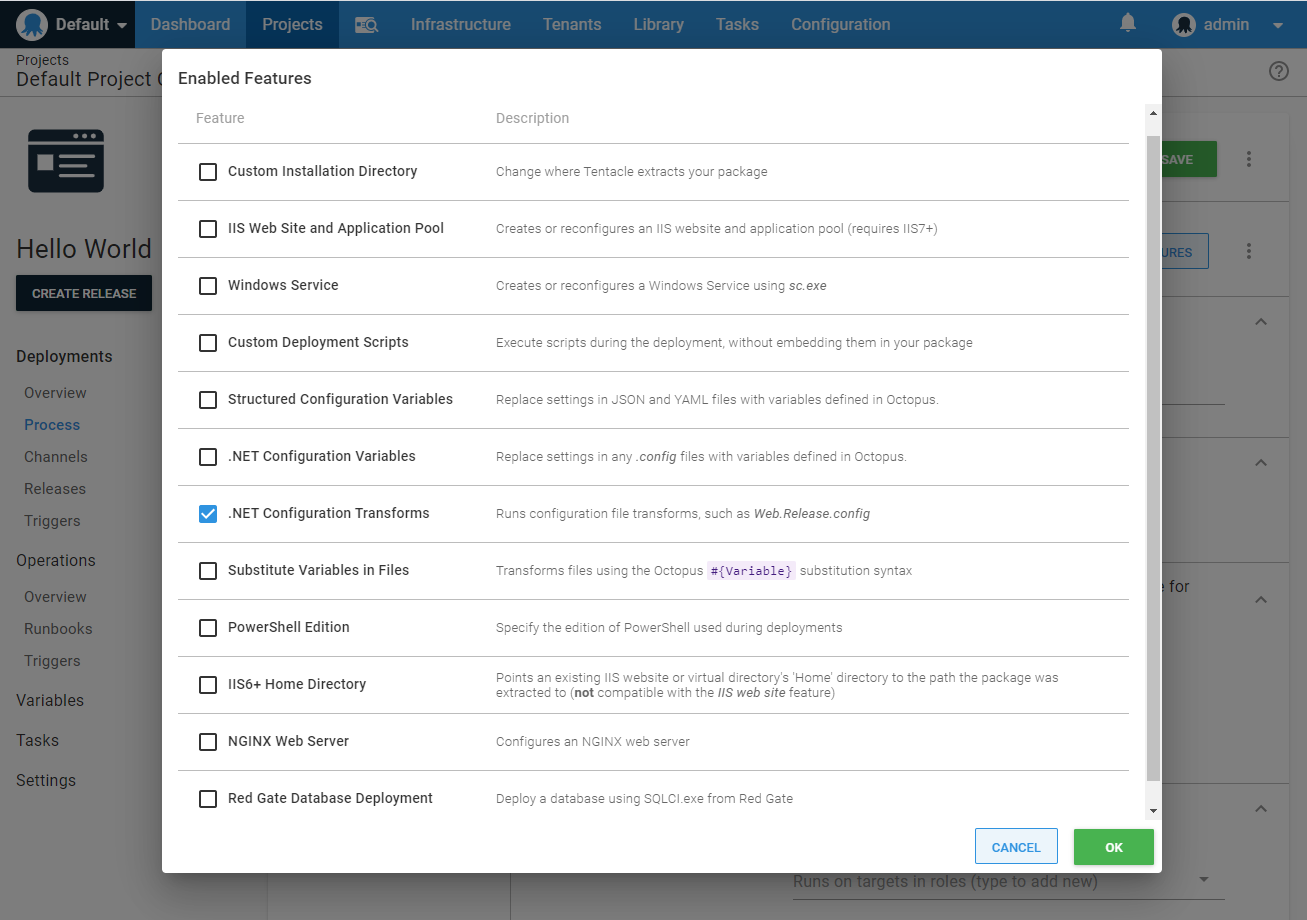 Default
Dashboard
Projects
Infrastructure
Tenants
Library
Tasks
Configuration
admin
Projects
Default Project
Enabled Features
Feature Description
Custom Installation Directory Change where Tentacle extracts your package
SAVE
IIS Web Site and Application Pool Creates or reconfigures an IIS website and application pool (requires IIS7+)
Hello World
URES
Windows Service Creates or reconfigures a Windows Service using sc.exe
CREATE RELEASE
Custom Deployment Scripts Execute scripts during the deployment, without embedding them in your package
Deployments
Overview
Structured Configuration Variables Replace settings in JSON and YAML files with variables defined in Octopus.
Process
Channels
.NET Configuration Variables Replace settings in any .config files with variables defined in Octopus.
Releases
.NET Configuration Transforms Runs configuration file transforms, such as Web.Release.config
Triggers
Operations
Substitute Variables in Files Transforms files using the Octopus #{Variable} substitution syntax
e for
Overview
Runbooks
PowerShell Edition Specify the edition of PowerShell used during deployments
Triggers
IIS6+ Home Directory Points an existing IIS website or virtual directory's 'Home' directory to the path the package was
extracted to (not compatible with the IIS web site feature)
Variables
Tasks
NGINX Web Server Configures an NGINX web server
Settings
Red Gate Database Deployment Deploy a database using SQLCI.exe from Red Gate
CANCEL
OK
Runs on targets in roles (type to add new)